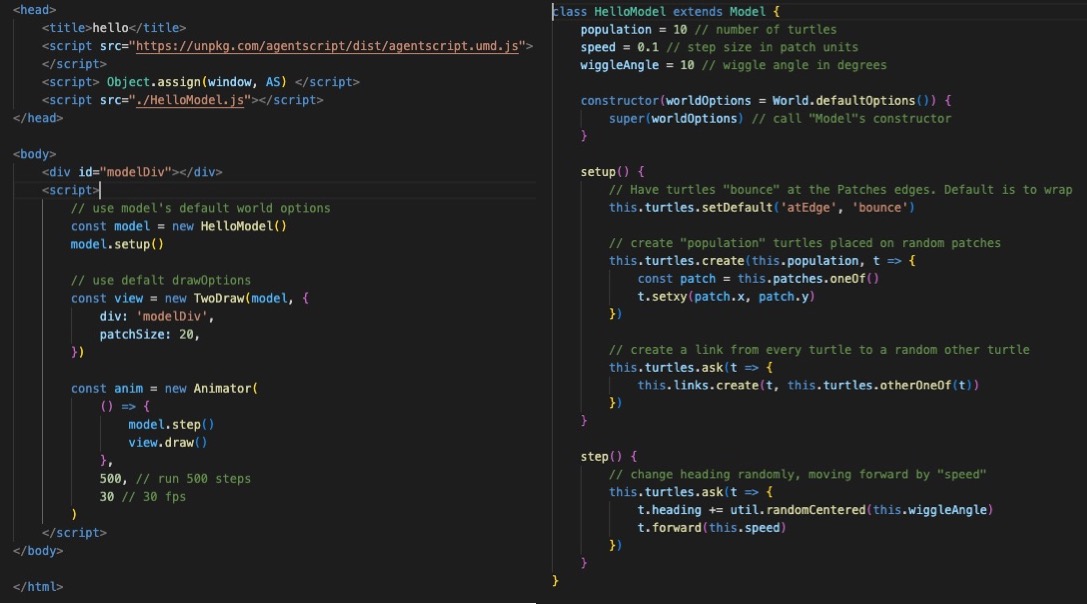 <head>
    <title>hello</title>
    <script src="https://unpkg.com/agentscript/dist/agentscript.umd.js">
    </script>
    <script> Object.assign(window, AS) </script>
    <script src="./HelloModel.js"></script>
</head>

<body>
    <div id="modelDiv"></div>
    <script>
        // use model's default world options
        const model = new HelloModel()
        model.setup()

        // use defalt drawOptions
        const view = new TwoDraw(model, {
            div: 'modelDiv',
            patchSize: 20,
        })

        const anim = new Animator(
            () => {
                model.step()
                view.draw()
            },
            500, // run 500 steps
            30 // 30 fps
        )
    </script>
</body>

</html>
class HelloModel extends Model {
    population = 10 // number of turtles
    speed = 0.1 // step size in patch units
    wiggleAngle = 10 // wiggle angle in degrees

    constructor(worldOptions = World.defaultOptions()) {
        super(worldOptions) // call "Model"s constructor
    }

    setup() {
        // Have turtles "bounce" at the Patches edges. Default is to wrap
        this.turtles.setDefault('atEdge', 'bounce')

        // create "population" turtles placed on random patches
        this.turtles.create(this.population, t => {
            const patch = this.patches.oneOf()
            t.setxy(patch.x, patch.y)
        })

        // create a link from every turtle to a random other turtle
        this.turtles.ask(t => {
            this.links.create(t, this.turtles.otherOneOf(t))
        })
    }

    step() {
        // change heading randomly, moving forward by "speed"
        this.turtles.ask(t => {
            t.heading += util.randomCentered(this.wiggleAngle)
            t.forward(this.speed)
        })
    }
}